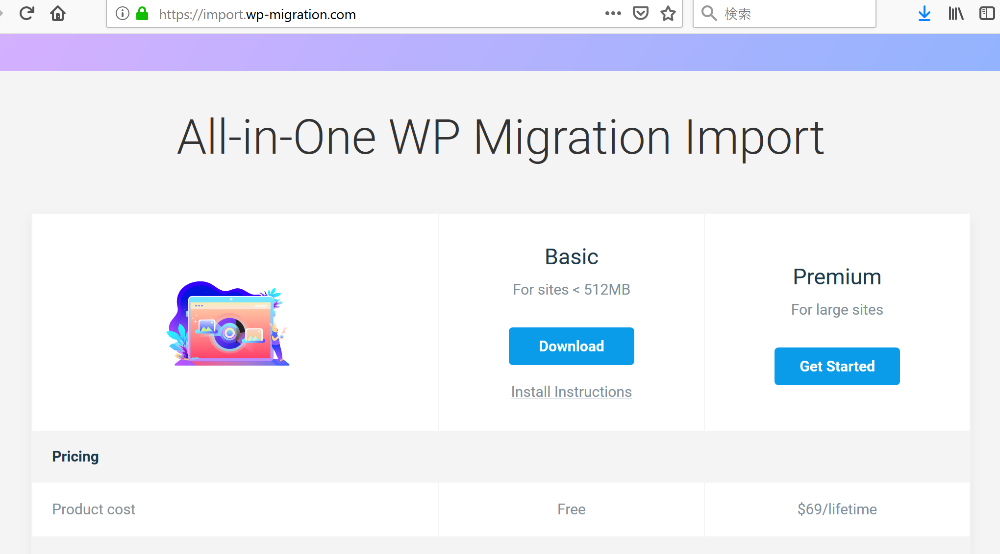 https://import.wp-migration.com
検索
All-in-One WP Migration Import
Basic
For sites < 512MB
Download
Install Instructions
Premium
For large sites
Get Started
Pricing
Product cost
Free
$69/lifetime